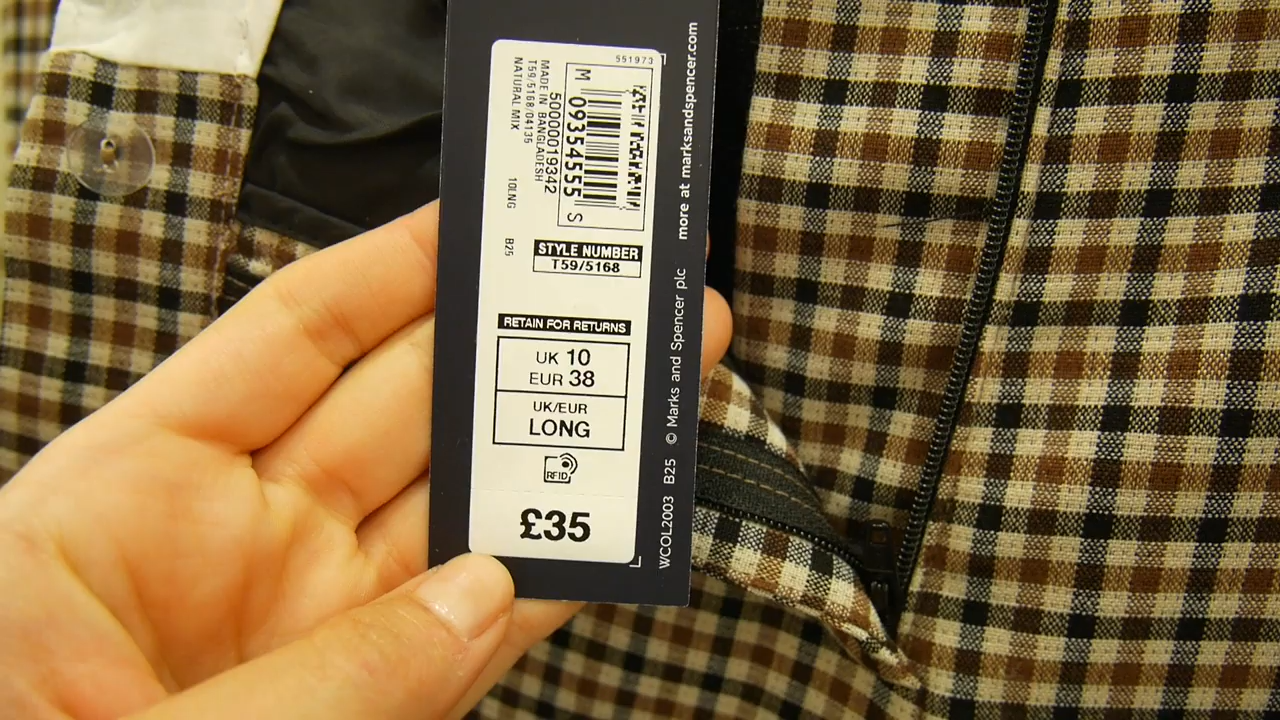 551973
M 09354555 S
500000019342
MADE IN BANGLADESH
T59/5168/04135
NATURAL MIX
10LNG
B25
STYLE NUMBER
T59/5168
RETAIN FOR RETURNS
UK 10
EUR 38
UK/EUR
LONG
RFID
£35
WCOL2003 B25 © Marks and Spencer plc more at marksandspencer.com